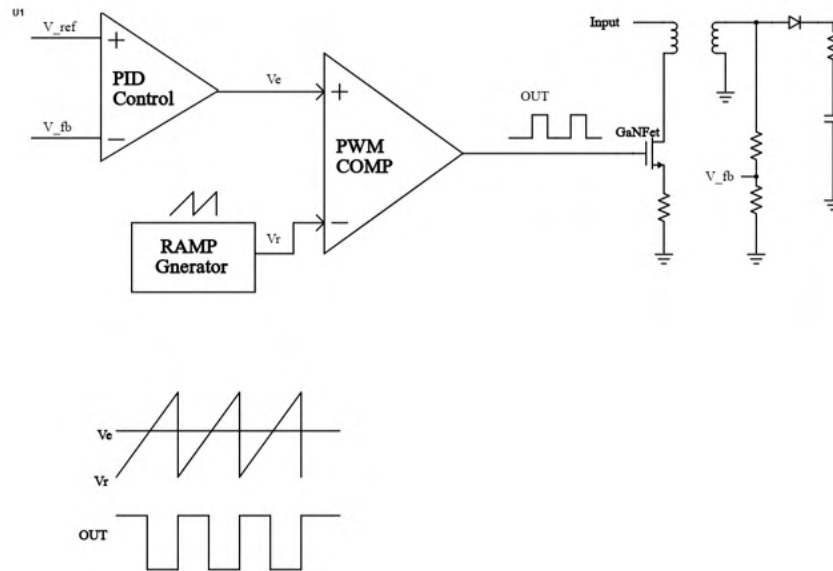 U1
V_ref
PID
Control
V_fb
Ve
PWM
COMP
RAMP
Gnerator
Vr
OUT
GaNFet
Input
V_fb
Ve
Vr
OUT